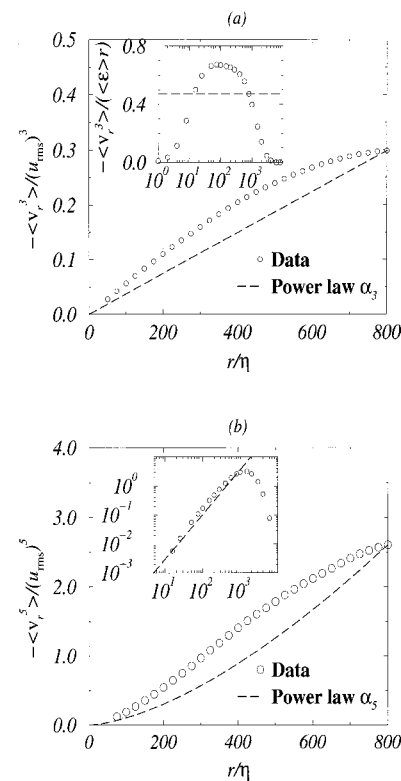 (a)
−<v_r^3>/(u_rms)^3
0.5
0.4
0.3
0.2
0.1
0.0
−<v_r^3>/(<ε>r)
0.8
0.4
0.0
10^0 10^1 10^2 10^3
○ Data
--- Power law α_3
0 200 400 600 800
r/η
(b)
−<v_r^5>/(u_rms)^5
4.0
3.0
2.0
1.0
0.0
10^0
10^-1
10^-2
10^-3
10^1 10^2 10^3
○ Data
--- Power law α_5
0 200 400 600 800
r/η